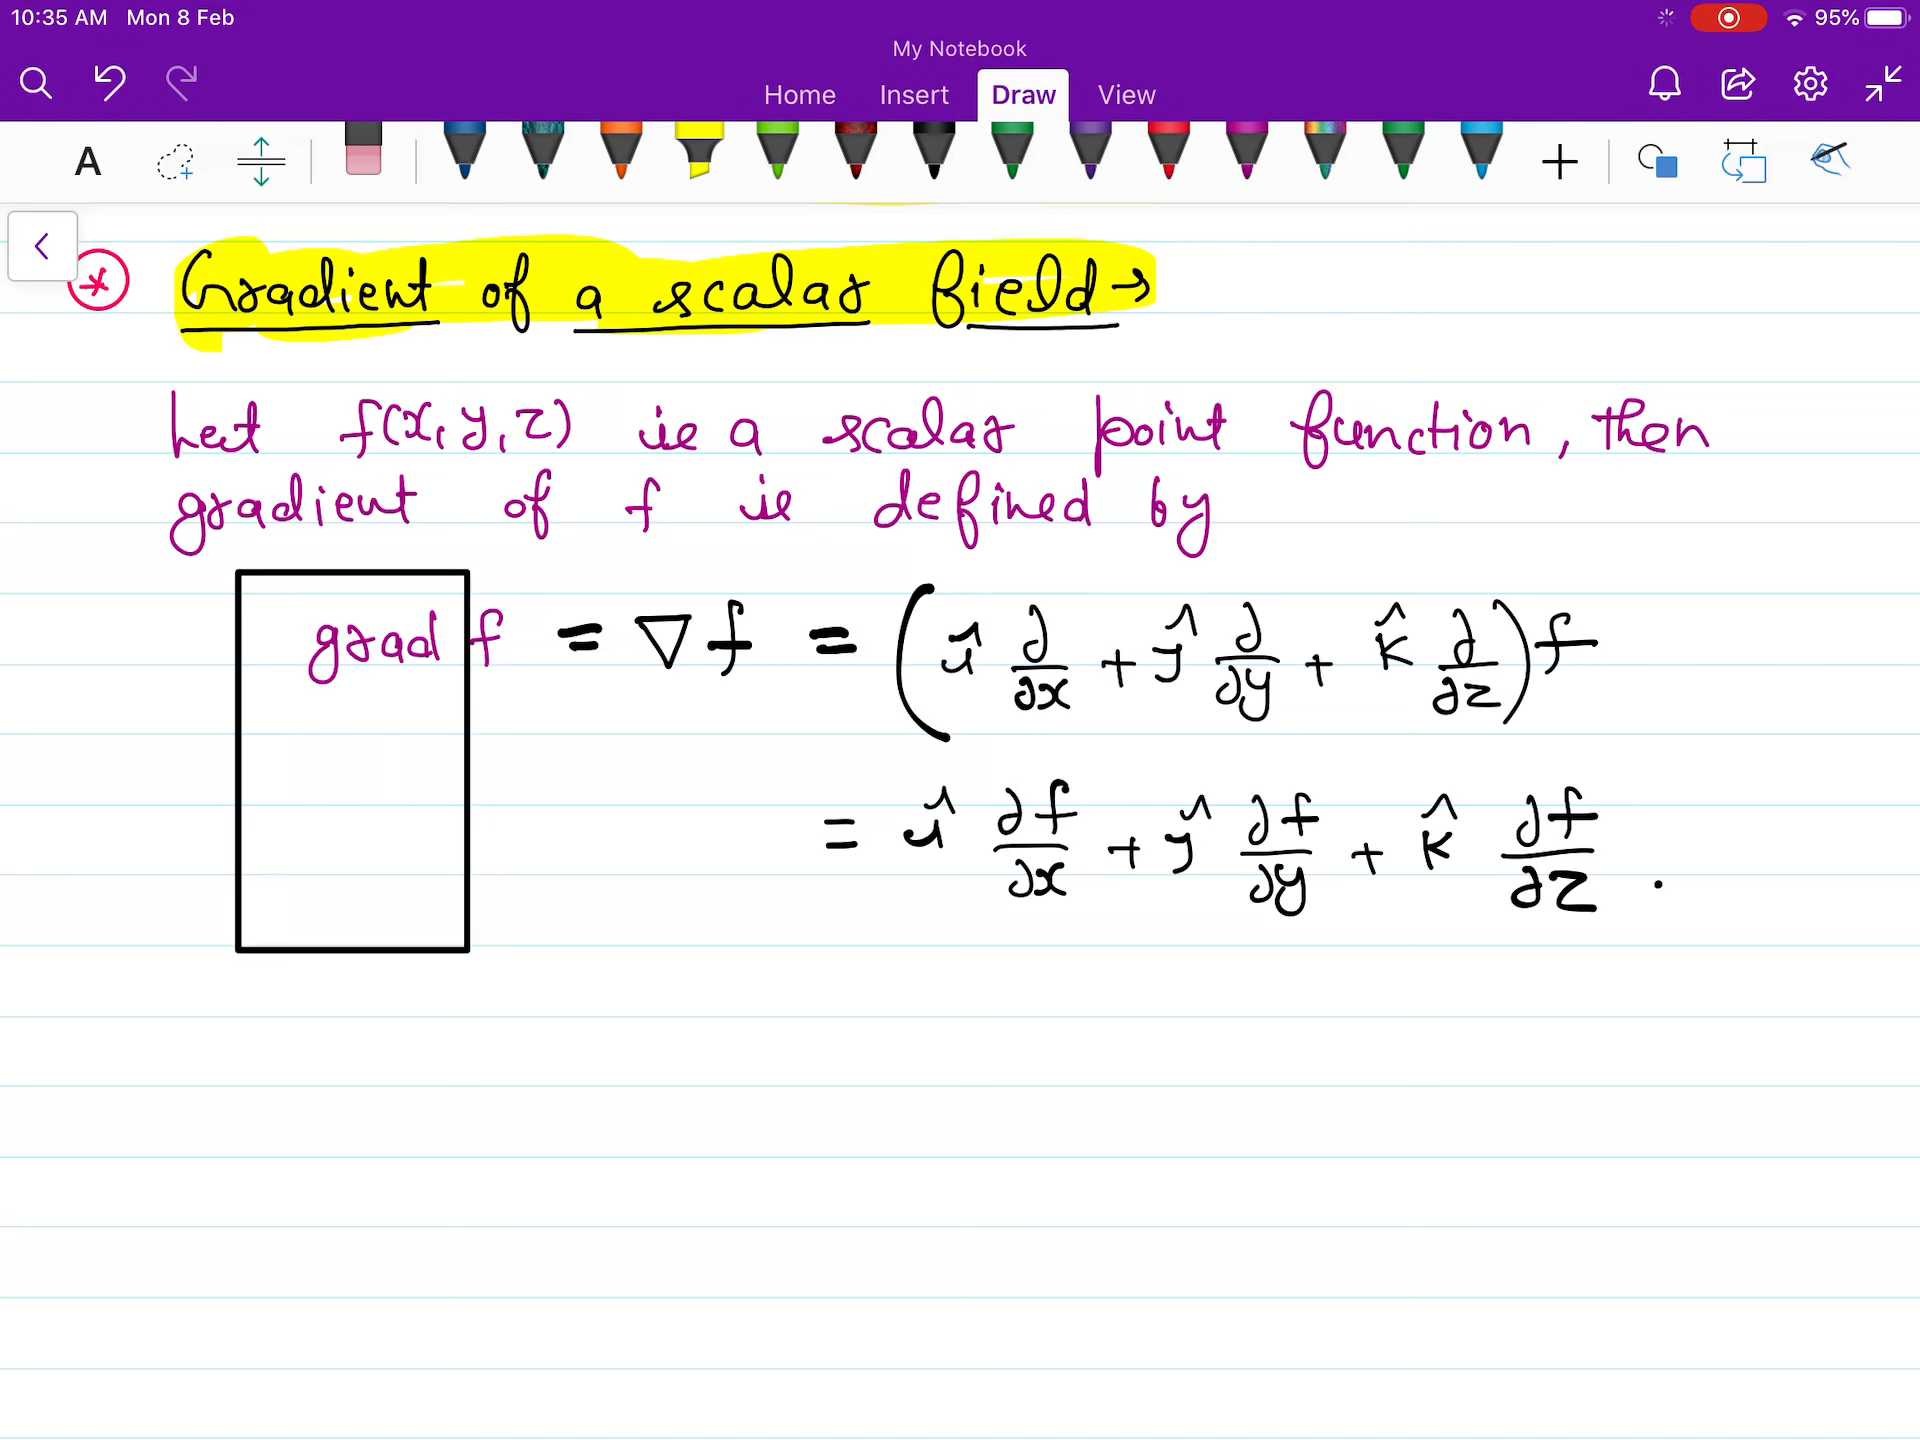 10:35 AM Mon 8 Feb 95%
My Notebook
Home Insert Draw View
A
Gradient of a scalar field →
Let f(x, y, z) is a scalar point function, then
gradient of f is defined by
grad f = ∇f = (î ∂/∂x + ĵ ∂/∂y + k̂ ∂/∂z) f
= î ∂f/∂x + ĵ ∂f/∂y + k̂ ∂f/∂z .